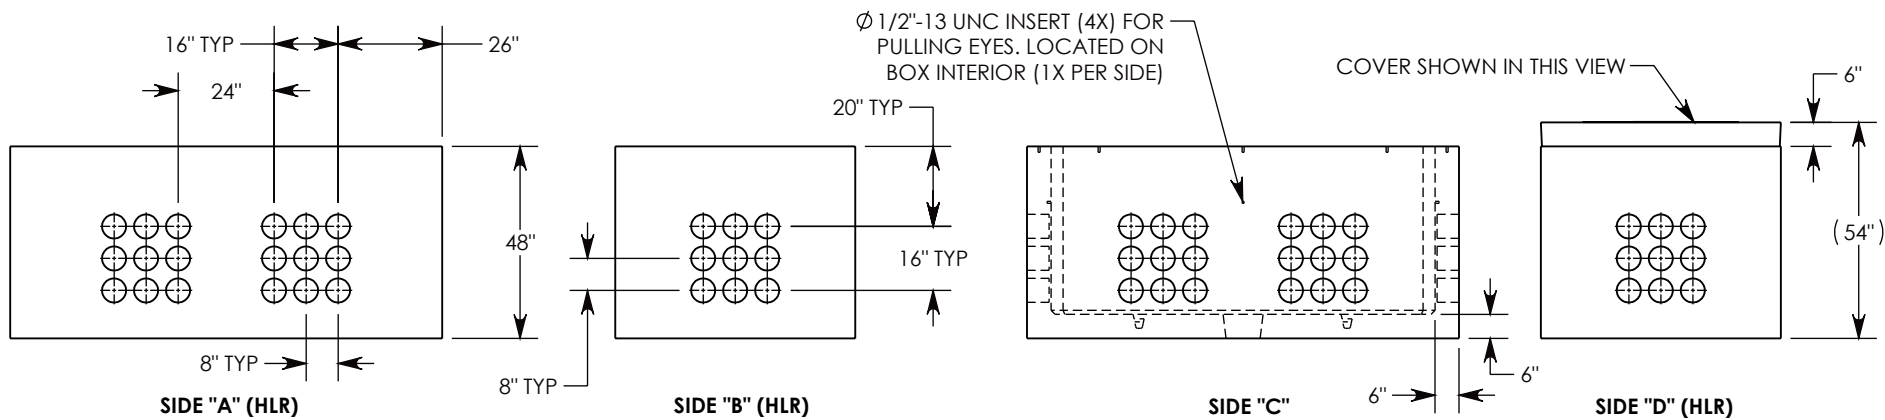 16" TYP
26"
24"
48"
8" TYP
SIDE "A" (HLR)
20" TYP
16" TYP
8" TYP
SIDE "B" (HLR)
Ø 1/2"-13 UNC INSERT (4X) FOR
PULLING EYES. LOCATED ON
BOX INTERIOR (1X PER SIDE)
6"
6"
SIDE "C"
COVER SHOWN IN THIS VIEW
6"
(54")
SIDE "D" (HLR)